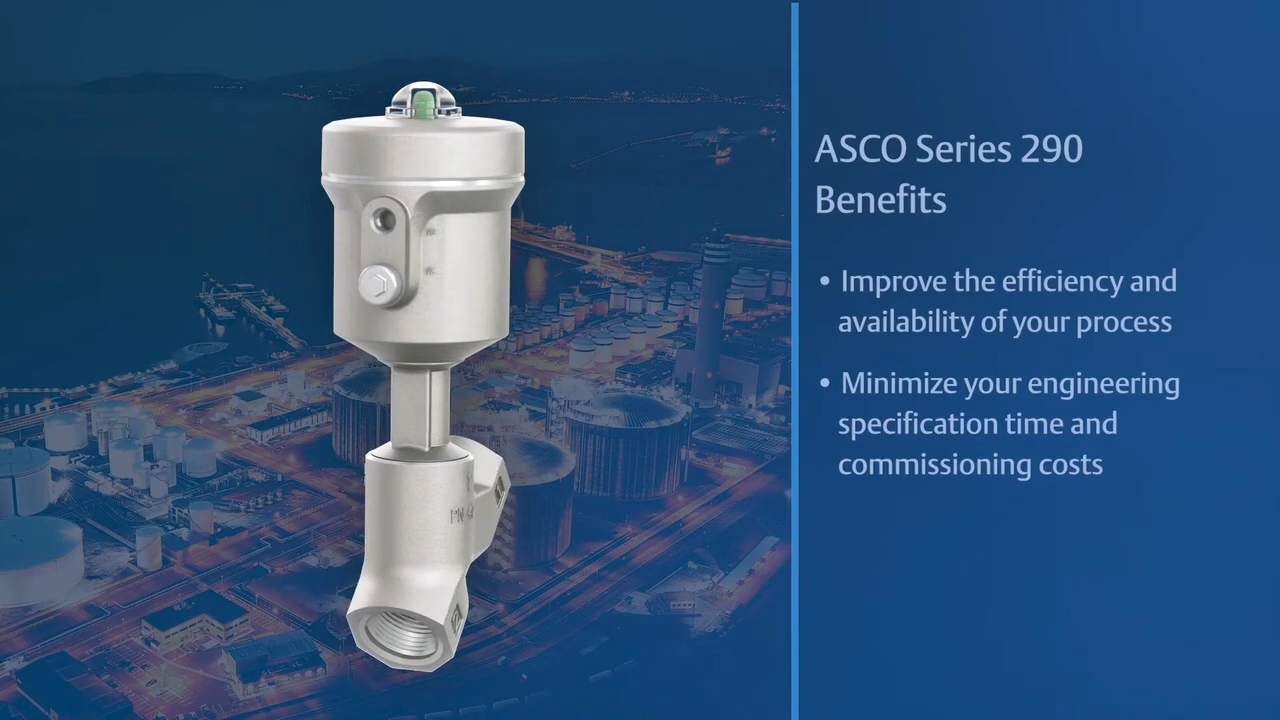 ASCO Series 290
Benefits
• Improve the efficiency and
availability of your process
• Minimize your engineering
specification time and
commissioning costs
PN